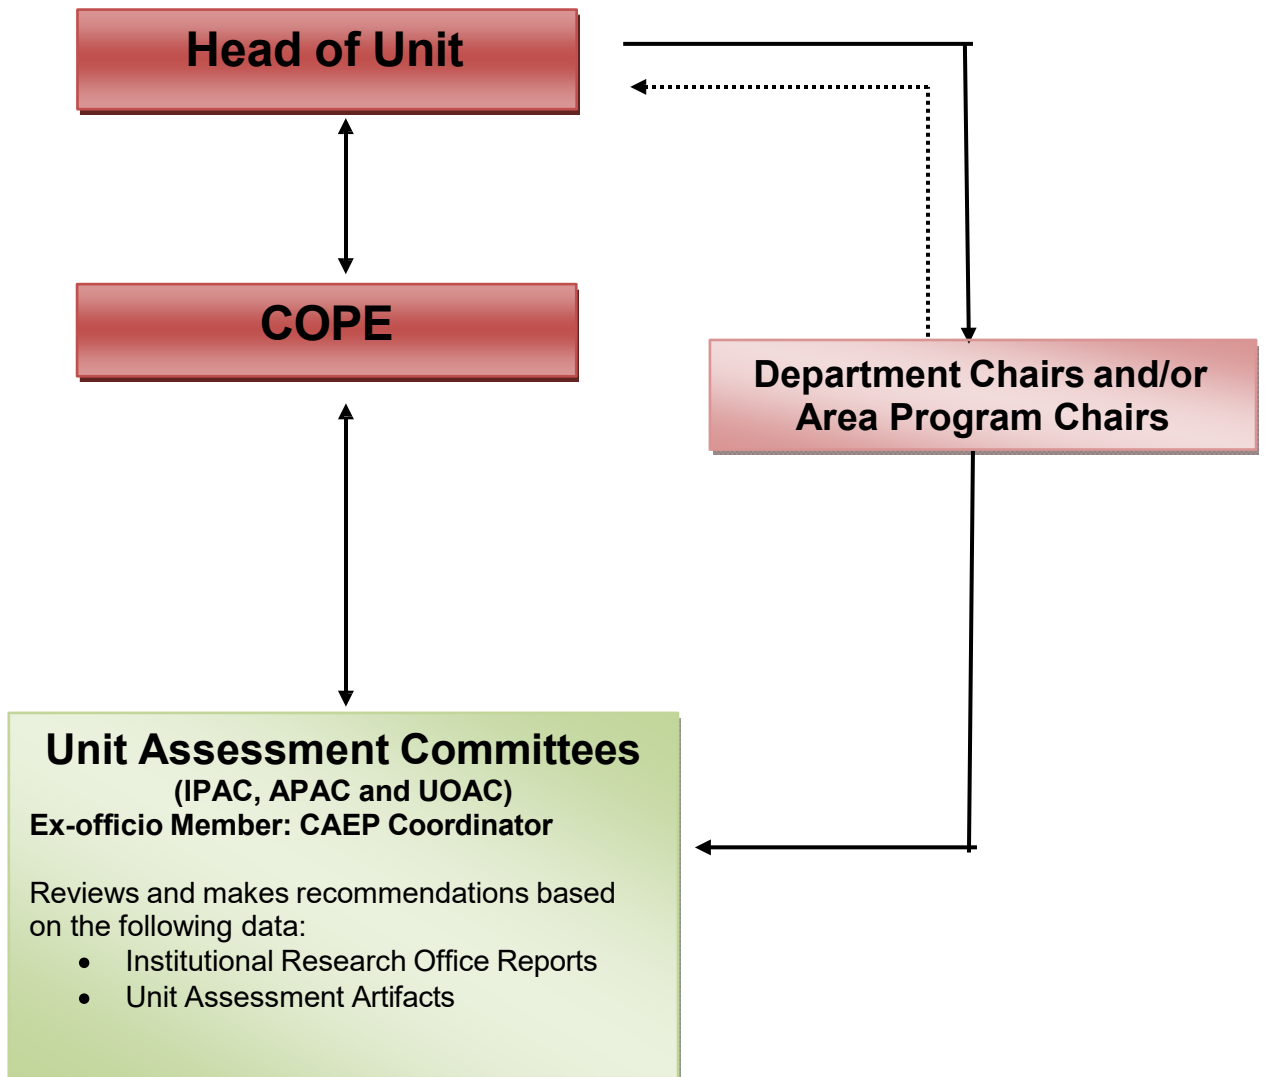 Head of Unit
COPE
Department Chairs and/or
Area Program Chairs
Unit Assessment Committees
(IPAC, APAC and UOAC)
Ex-officio Member: CAEP Coordinator
Reviews and makes recommendations based
on the following data:
• Institutional Research Office Reports
• Unit Assessment Artifacts